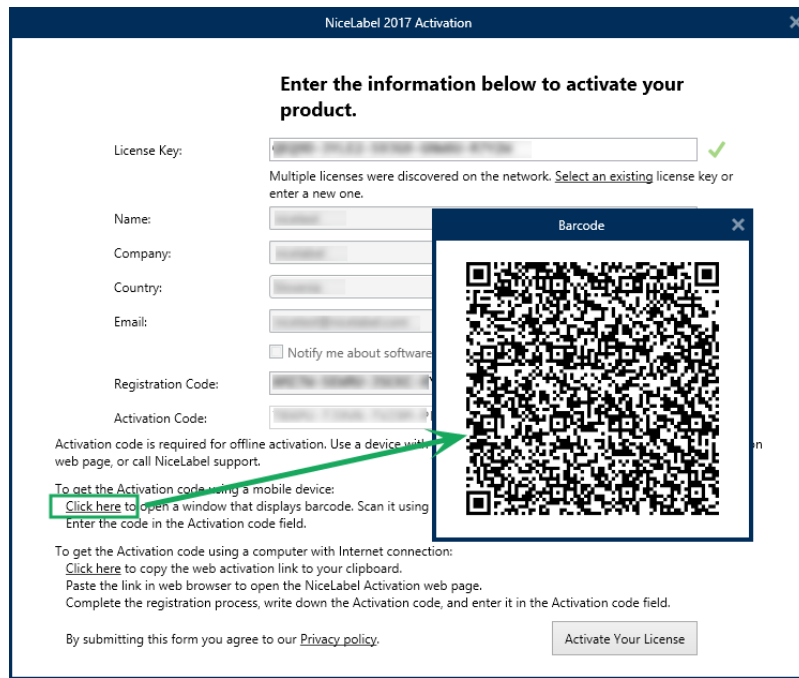 NiceLabel 2017 Activation
Enter the information below to activate your
product.
License Key:
Multiple licenses were discovered on the network. Select an existing license key or
enter a new one.
Name:
Barcode
Company:
Country:
Email:
Notify me about software
Registration Code:
Activation Code:
Activation code is required for offline activation. Use a device with
web page, or call NiceLabel support.
To get the Activation code using a mobile device:
Click here to open a window that displays barcode. Scan it using
Enter the code in the Activation code field.
To get the Activation code using a computer with Internet connection:
Click here to copy the web activation link to your clipboard.
Paste the link in web browser to open the NiceLabel Activation web page.
Complete the registration process, write down the Activation code, and enter it in the Activation code field.
By submitting this form you agree to our Privacy policy.
Activate Your License